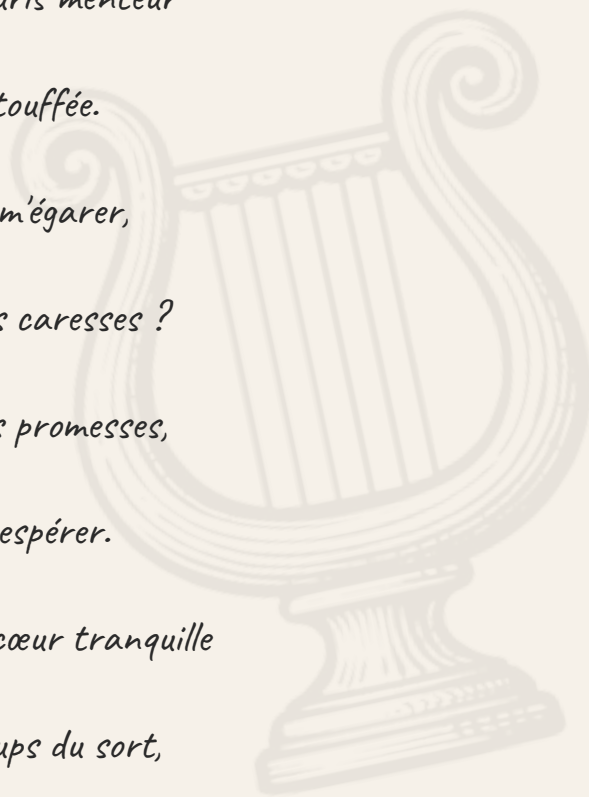 menteur
touffée.
m'égarer,
s caresses ?
s promesses,
espérer.
cœur tranquille
ups du sort,